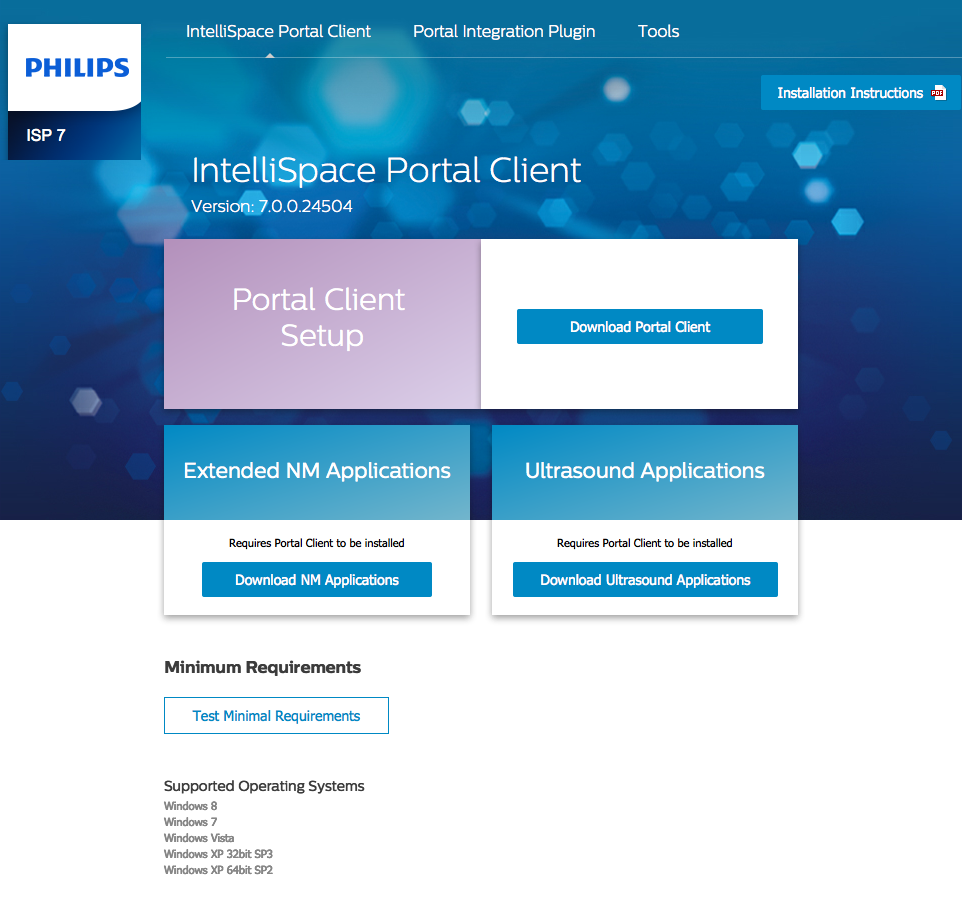 IntelliSpace Portal Client
Portal Integration Plugin
Tools
PHILIPS
ISP 7
Installation Instructions
PDF
IntelliSpace Portal Client
Version: 7.0.0.24504
Portal Client
Setup
Download Portal Client
Extended NM Applications
Requires Portal Client to be installed
Download NM Applications
Ultrasound Applications
Requires Portal Client to be installed
Download Ultrasound Applications
Minimum Requirements
Test Minimal Requirements
Supported Operating Systems
Windows 8
Windows 7
Windows Vista
Windows XP 32bit SP3
Windows XP 64bit SP2